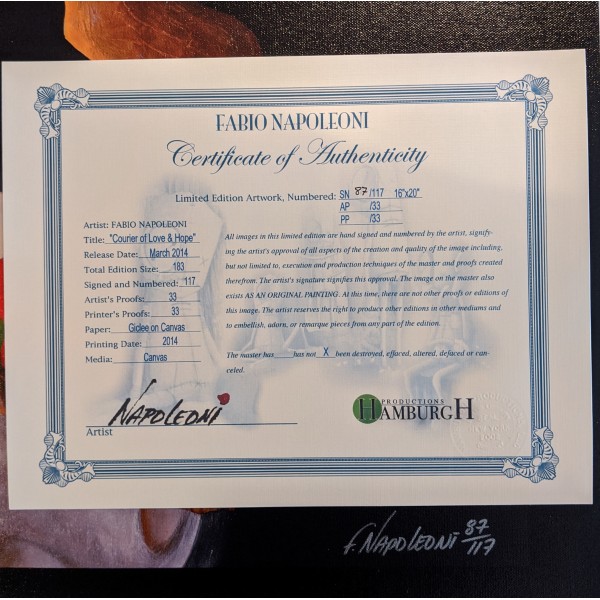 FABIO NAPOLEONI
Certificate of Authenticity
Limited Edition Artwork, Numbered: SN 87/117 16"x20"
AP /33
PP /33
Artist: FABIO NAPOLEONI
Title: "Courier of Love & Hope"
Release Date: March 2014
Total Edition Size: 183
Signed and Numbered: 117
Artist's Proofs: 33
Printer's Proofs: 33
Paper: Giclee on Canvas
Printing Date: 2014
Media: Canvas
All images in this limited edition are hand signed and numbered by the artist, signify-
ing the artist's approval of all aspects of the creation and quality of the image including,
but not limited to, execution and production techniques of the master and proofs created
therefrom. The artist's signature signifies this approval. The image on the master also
exists AS AN ORIGINAL PAINTING. At this time, there are not other proofs or editions of
this image. The artist reserves the right to produce other editions in other mediums and
to embellish, adorn, or remarque pieces from any part of the edition.
The master has has not X been destroyed, effaced, altered, defaced or can-
celed.
NAPOLEONI
Artist
PRODUCTIONS
HAMBURGH
F. NAPOLEONI 87/117